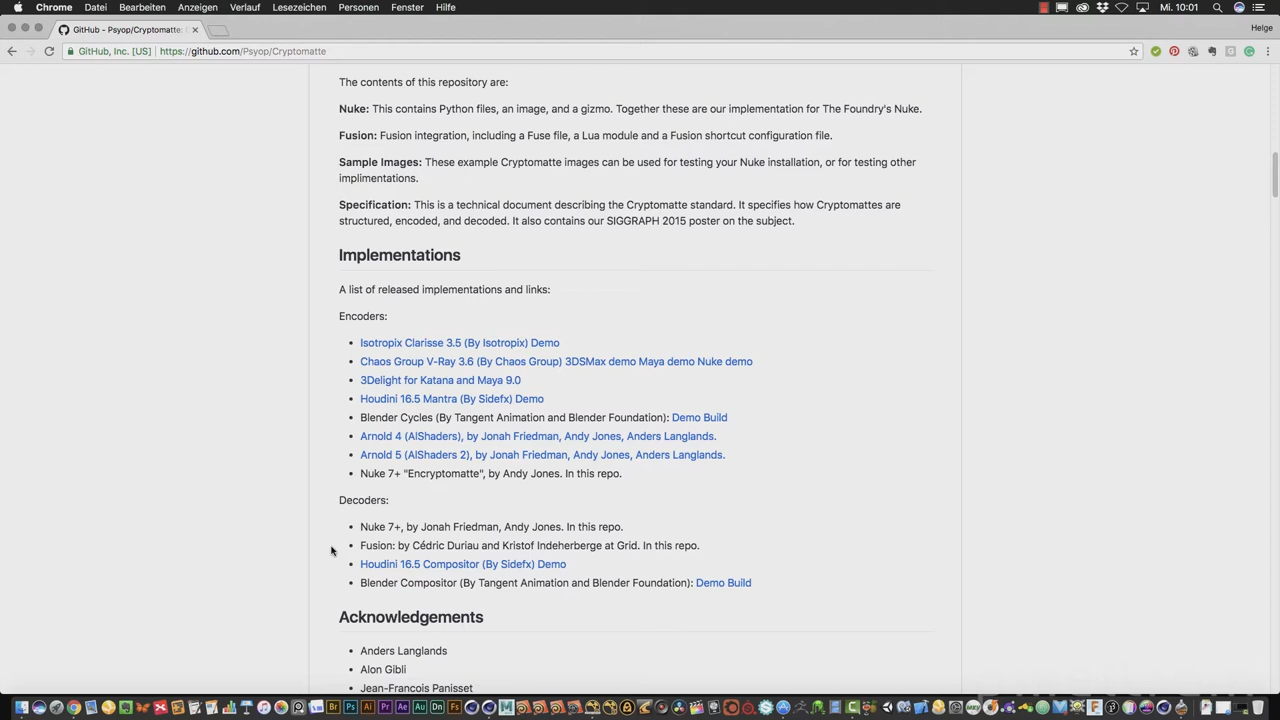 Chrome Datei Bearbeiten Anzeigen Verlauf Lesezeichen Personen Fenster Hilfe Mi. 10:01
GitHub - Psyop/Cryptomatte: Helge
GitHub, Inc. [US] https://github.com/Psyop/Cryptomatte
The contents of this repository are:
Nuke: This contains Python files, an image, and a gizmo. Together these are our implementation for The Foundry's Nuke.
Fusion: Fusion integration, including a Fuse file, a Lua module and a Fusion shortcut configuration file.
Sample Images: These example Cryptomatte images can be used for testing your Nuke installation, or for testing other
implimentations.
Specification: This is a technical document describing the Cryptomatte standard. It specifies how Cryptomattes are
structured, encoded, and decoded. It also contains our SIGGRAPH 2015 poster on the subject.
Implementations
A list of released implementations and links:
Encoders:
Isotropix Clarisse 3.5 (By Isotropix) Demo
Chaos Group V-Ray 3.6 (By Chaos Group) 3DSMax demo Maya demo Nuke demo
3Delight for Katana and Maya 9.0
Houdini 16.5 Mantra (By Sidefx) Demo
Blender Cycles (By Tangent Animation and Blender Foundation): Demo Build
Arnold 4 (AlShaders), by Jonah Friedman, Andy Jones, Anders Langlands.
Arnold 5 (AlShaders 2), by Jonah Friedman, Andy Jones, Anders Langlands.
Nuke 7+ "Encryptomatte", by Andy Jones. In this repo.
Decoders:
Nuke 7+, by Jonah Friedman, Andy Jones. In this repo.
Fusion: by Cédric Duriau and Kristof Indeherberge at Grid. In this repo.
Houdini 16.5 Compositor (By Sidefx) Demo
Blender Compositor (By Tangent Animation and Blender Foundation): Demo Build
Acknowledgements
Anders Langlands
Alon Gibli
Jean-Francois Panisset
Br Ps Ai Pr Ae Au Dn Fs